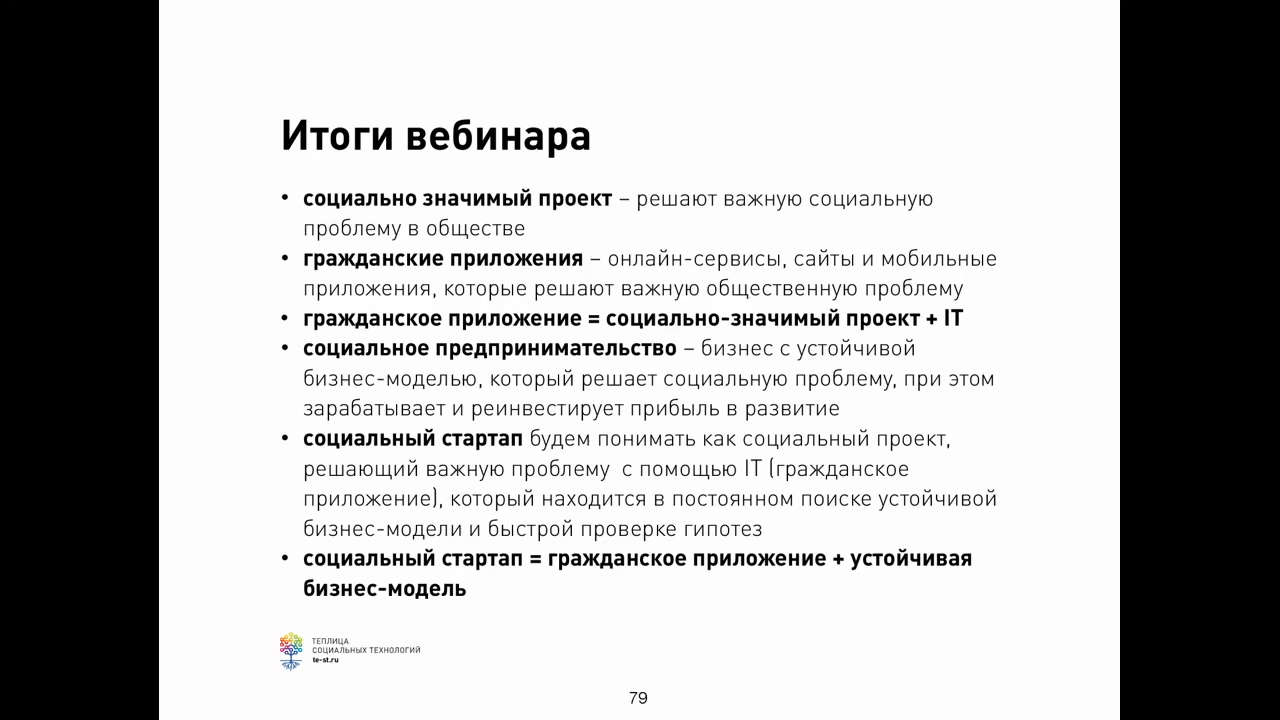 Итоги вебинара
• социально значимый проект – решают важную социальную
проблему в обществе
• гражданские приложения – онлайн-сервисы, сайты и мобильные
приложения, которые решают важную общественную проблему
• гражданское приложение = социально-значимый проект + IT
• социальное предпринимательство – бизнес с устойчивой
бизнес-моделью, который решает социальную проблему, при этом
зарабатывает и реинвестирует прибыль в развитие
• социальный стартап будем понимать как социальный проект,
решающий важную проблему  с помощью IT (гражданское
приложение), который находится в постоянном поиске устойчивой
бизнес-модели и быстрой проверке гипотез
• социальный стартап = гражданское приложение + устойчивая
бизнес-модель
ТЕПЛИЦА
СОЦИАЛЬНЫХ ТЕХНОЛОГИЙ
te-st.ru
79